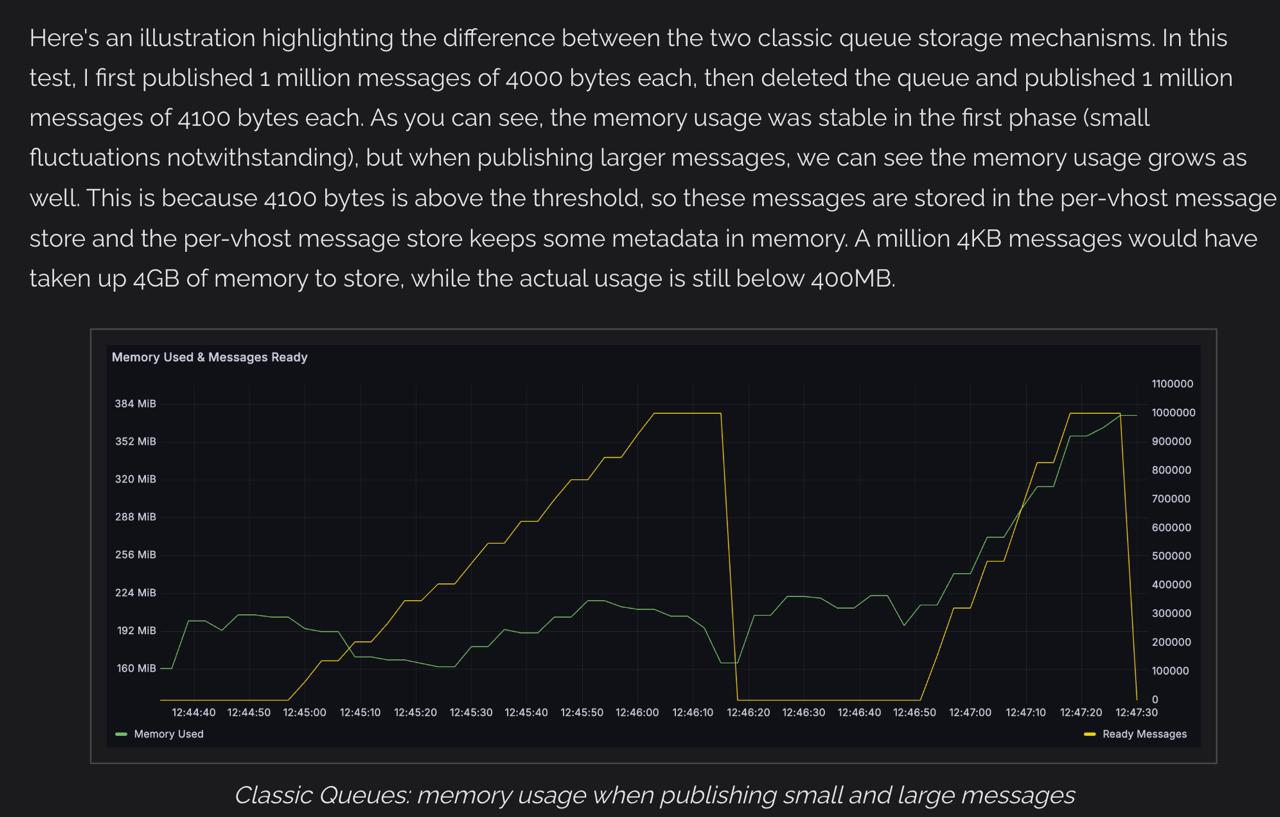 Here's an illustration highlighting the difference between the two classic queue storage mechanisms. In this
test, I first published 1 million messages of 4000 bytes each, then deleted the queue and published 1 million
messages of 4100 bytes each. As you can see, the memory usage was stable in the first phase (small
fluctuations notwithstanding), but when publishing larger messages, we can see the memory usage grows as
well. This is because 4100 bytes is above the threshold, so these messages are stored in the per-vhost message
store and the per-vhost message store keeps some metadata in memory. A million 4KB messages would have
taken up 4GB of memory to store, while the actual usage is still below 400MB.
Memory Used & Messages Ready
384 MiB
352 MiB
320 MiB
288 MiB
256 MiB
224 MiB
192 MiB
160 MiB
1100000
1000000
900000
800000
700000
600000
500000
400000
300000
200000
100000
0
12:44:40 12:44:50 12:45:00 12:45:10 12:45:20 12:45:30 12:45:40 12:45:50 12:46:00 12:46:10 12:46:20 12:46:30 12:46:40 12:46:50 12:47:00 12:47:10 12:47:20 12:47:30
Memory Used Ready Messages
Classic Queues: memory usage when publishing small and large messages